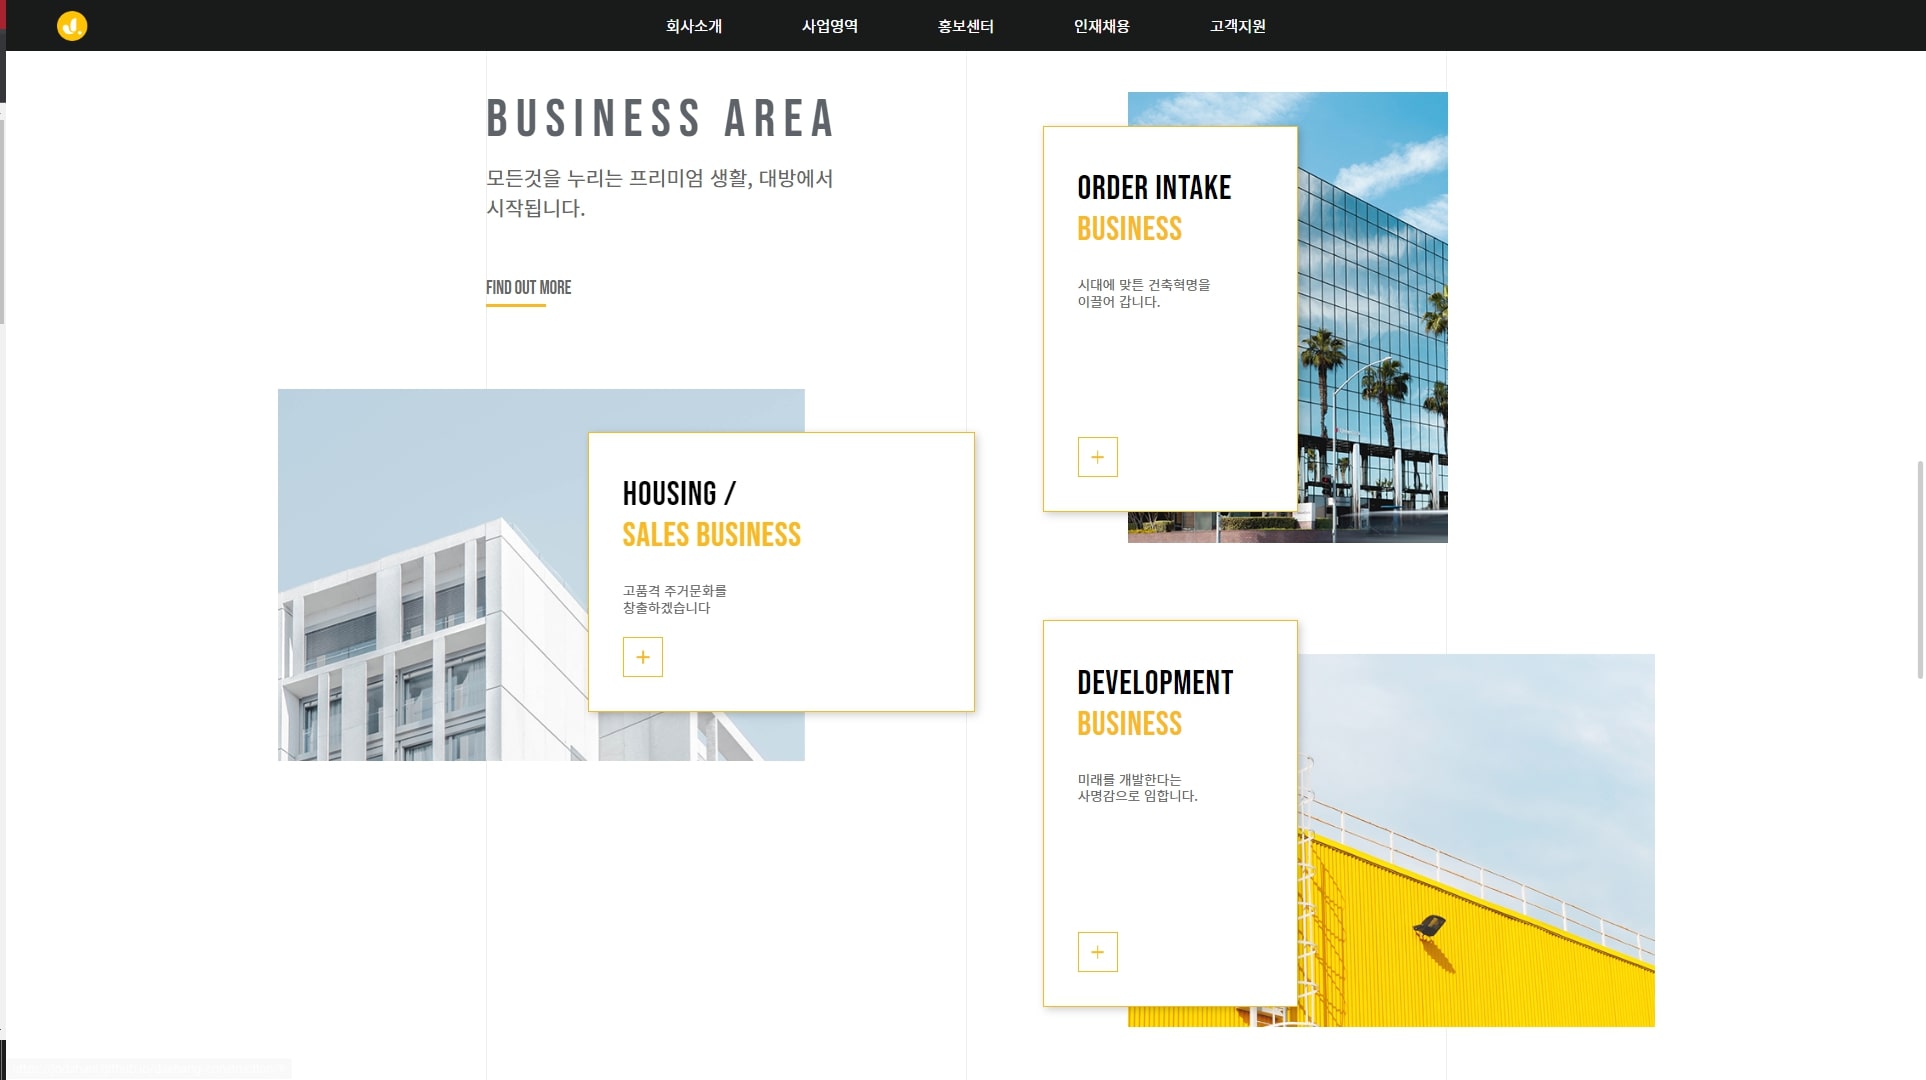 회사소개
사업영역
홍보센터
인재채용
고객지원
BUSINESS AREA
모든것을 누리는 프리미엄 생활, 대방에서
시작됩니다.
FIND OUT MORE
ORDER INTAKE
BUSINESS
시대에 맞튼 건축혁명을
이끌어 갑니다.
HOUSING /
SALES BUSINESS
고품격 주거문화를
창출하겠습니다
DEVELOPMENT
BUSINESS
미래를 개발한다는
사명감으로 임합니다.